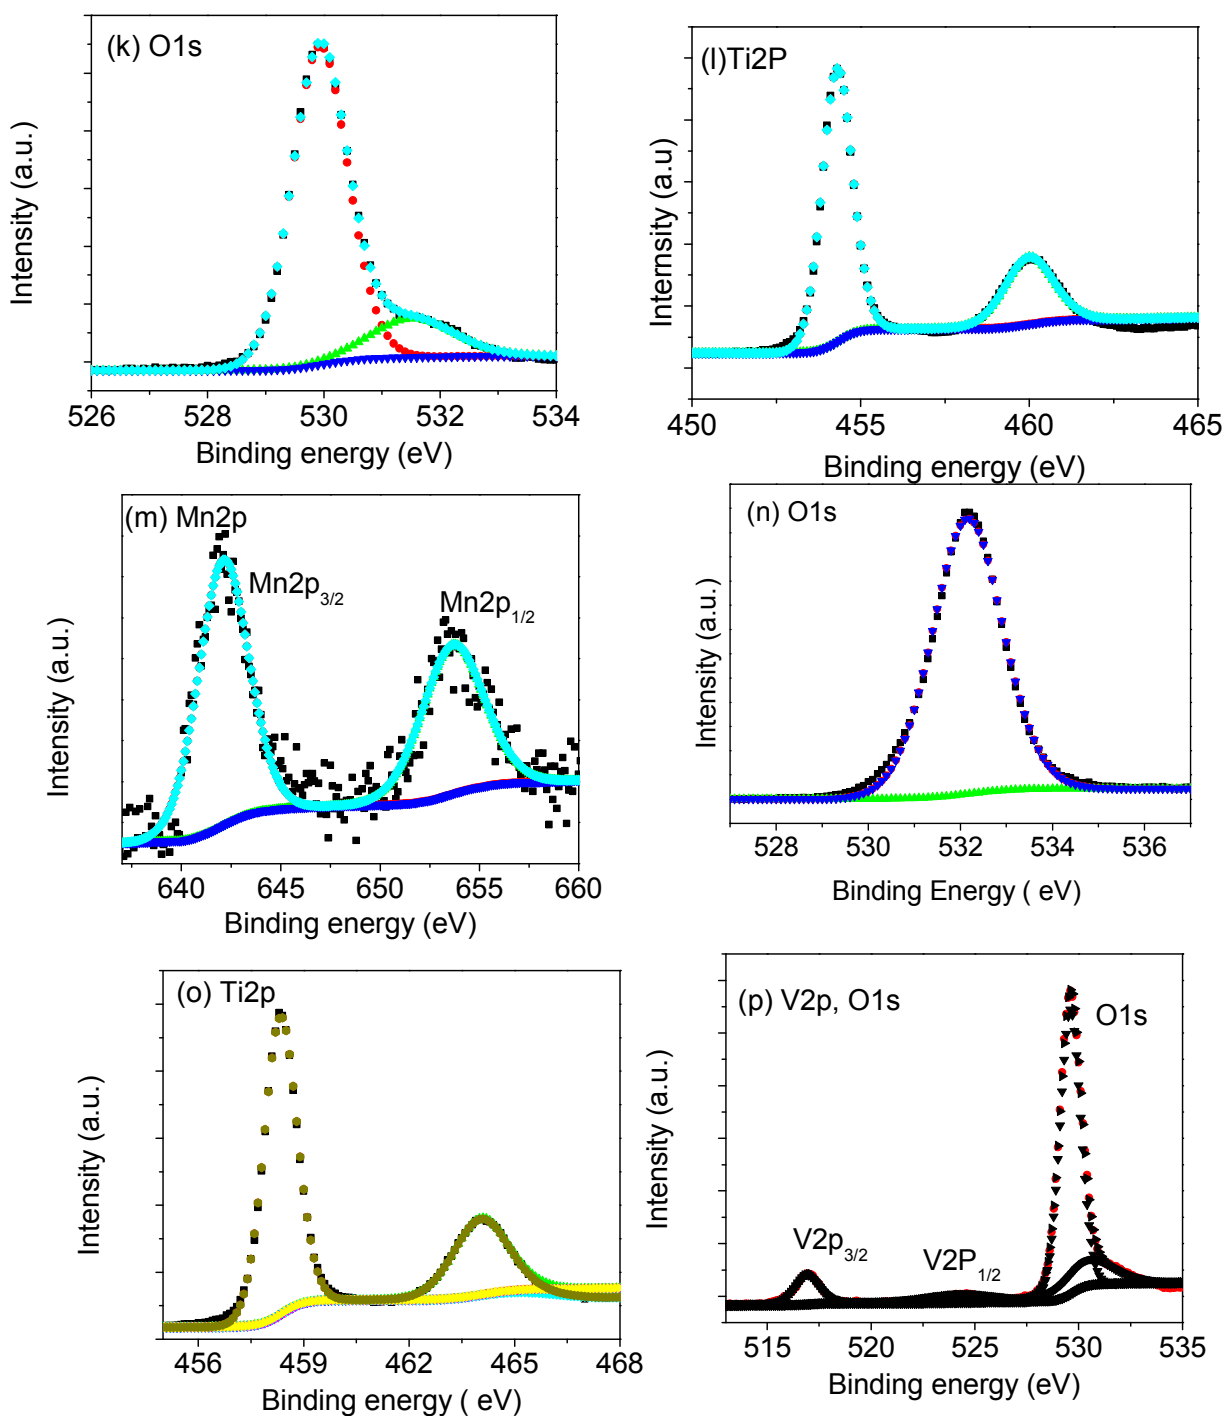 (k) O1s
Intensity (a.u.)
526 528 530 532 534
Binding energy (eV)
(l)Ti2P
Internsity (a.u)
450 455 460 465
Binding energy (eV)
(m) Mn2p
Mn2p3/2
Mn2p1/2
Intensity (a.u.)
640 645 650 655 660
Binding energy (eV)
(n) O1s
Intensity (a.u.)
528 530 532 534 536
Binding Energy ( eV)
(o) Ti2p
Intensity (a.u.)
456 459 462 465 468
Binding energy ( eV)
(p) V2p, O1s
O1s
V2p3/2
V2P1/2
Intensity (a.u.)
515 520 525 530 535
Binding energy (eV)